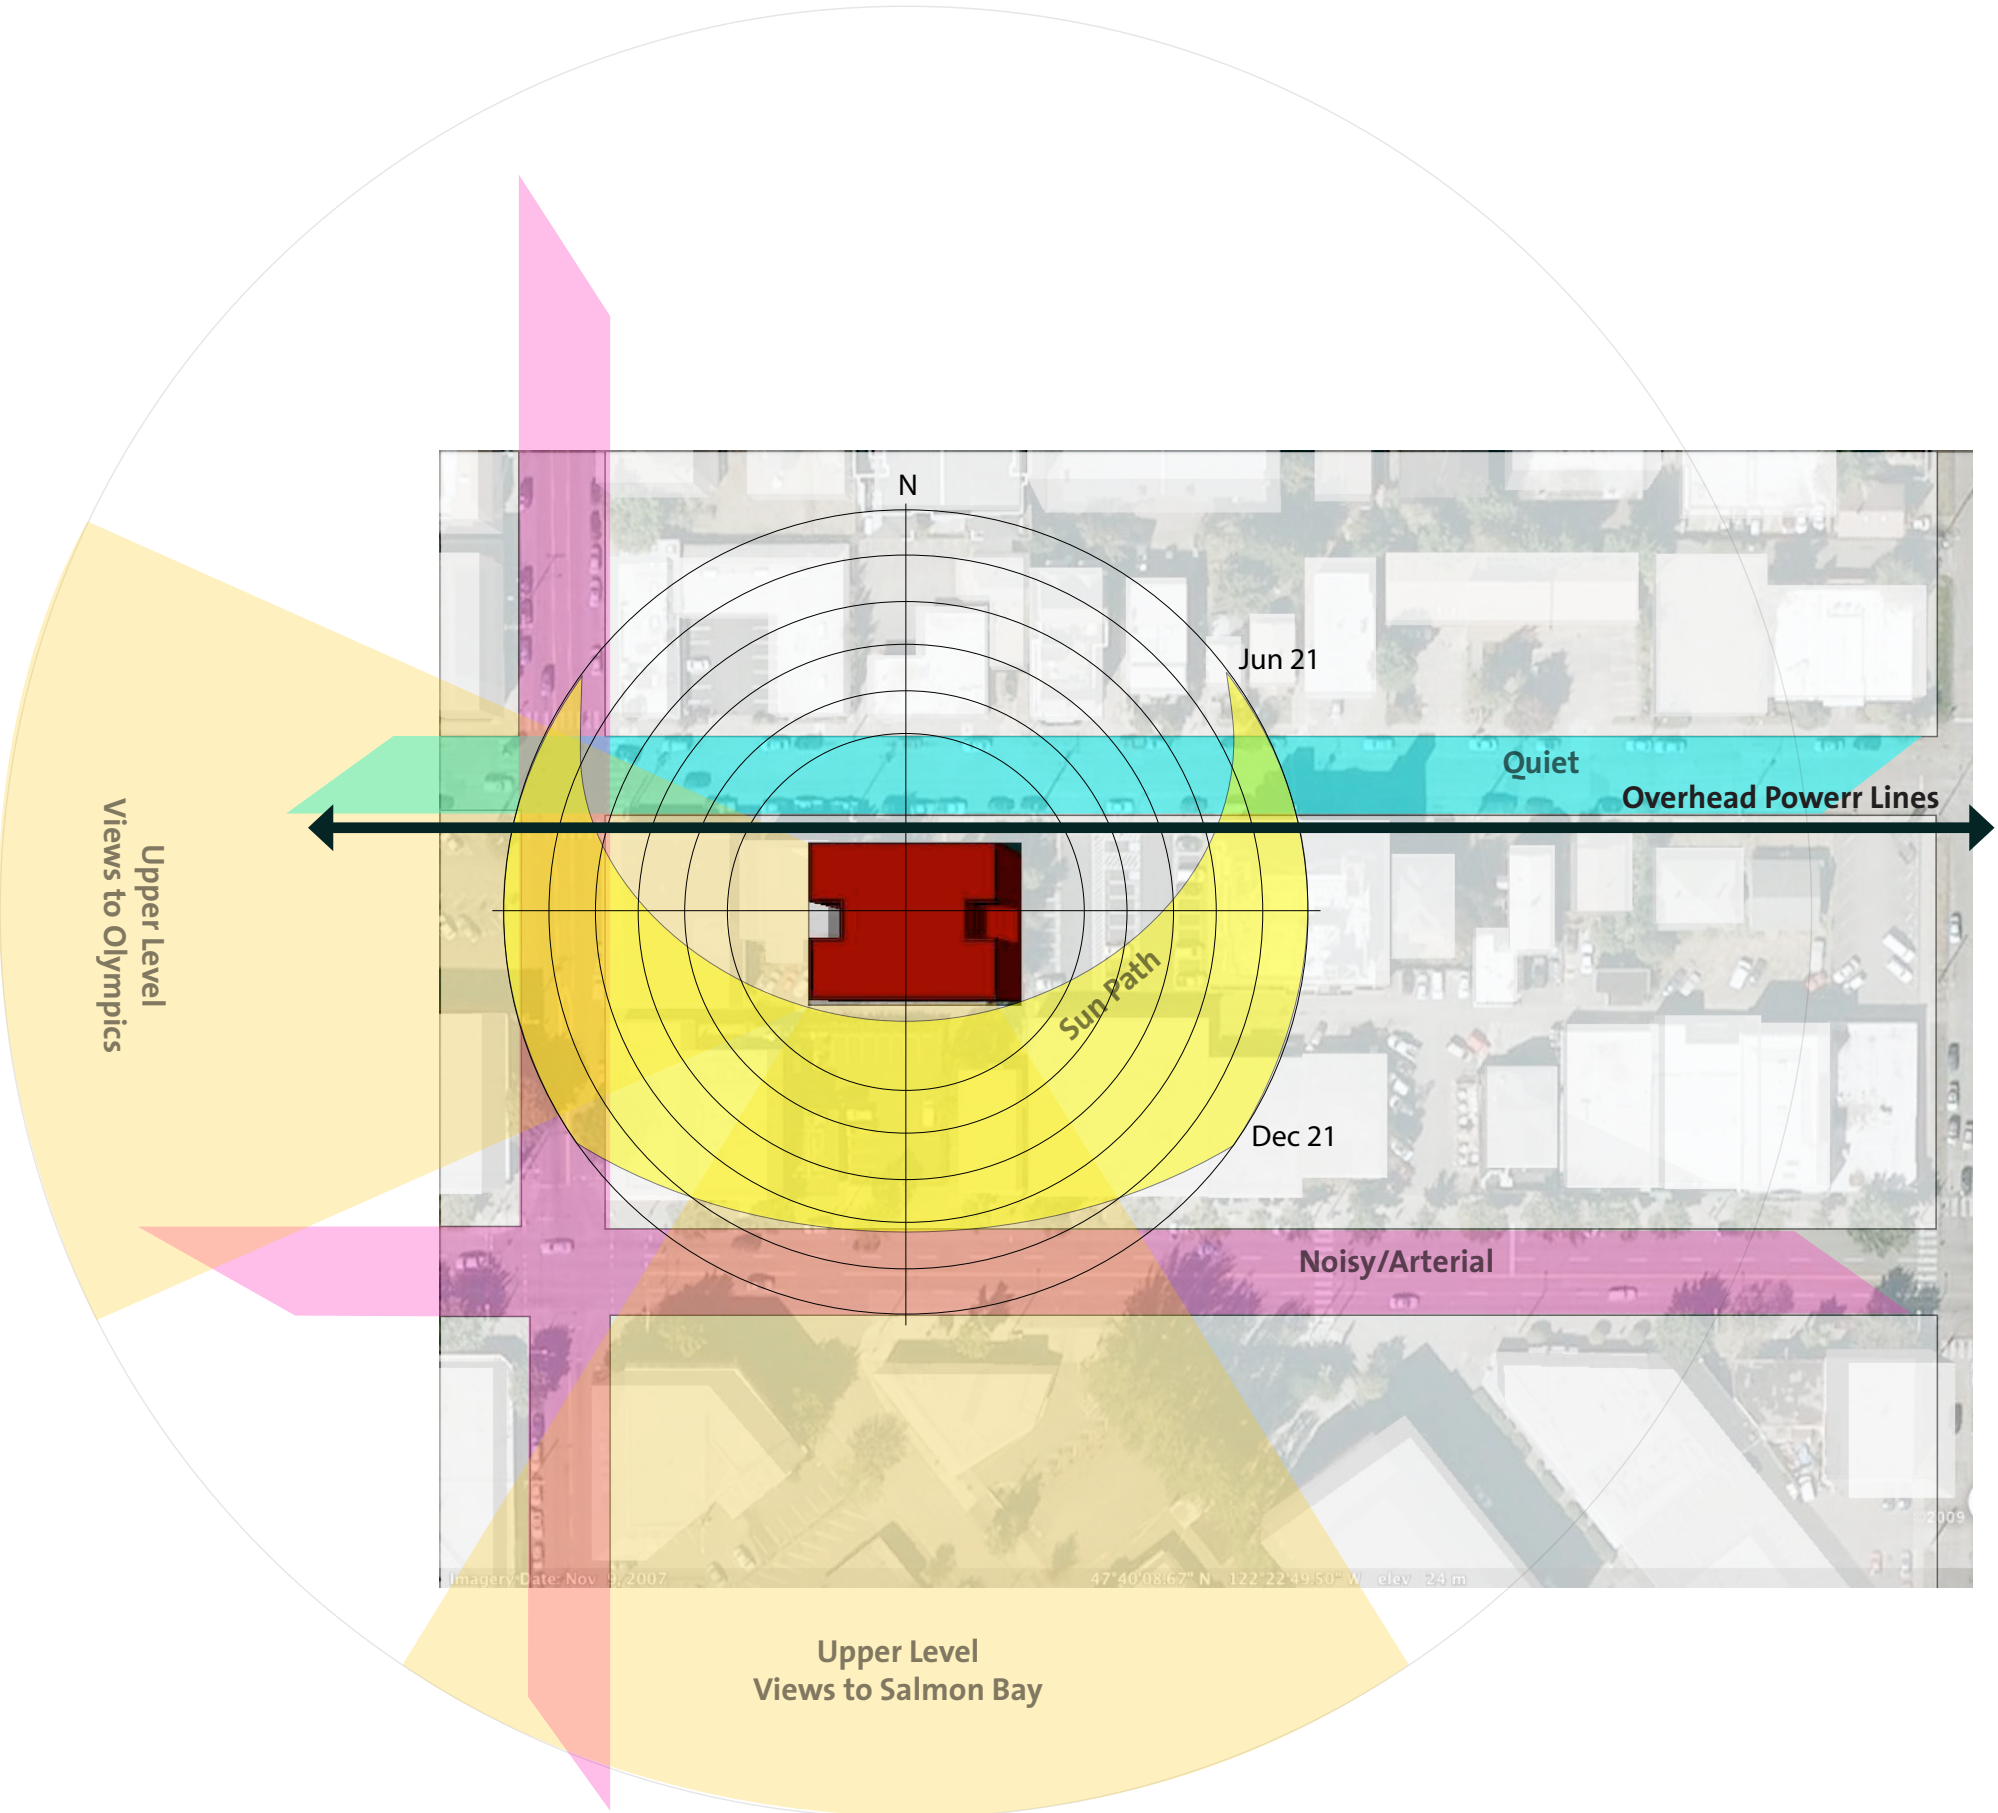 N
Jun 21
Quiet
Overhead Powerr Lines
Upper Level
Views to Olympics
Sun Path
Dec 21
Noisy/Arterial
©2009
Imagery Date: Nov 9, 2007
47°40'08.67" N 122°22'49.50" W elev 24 m
Upper Level
Views to Salmon Bay